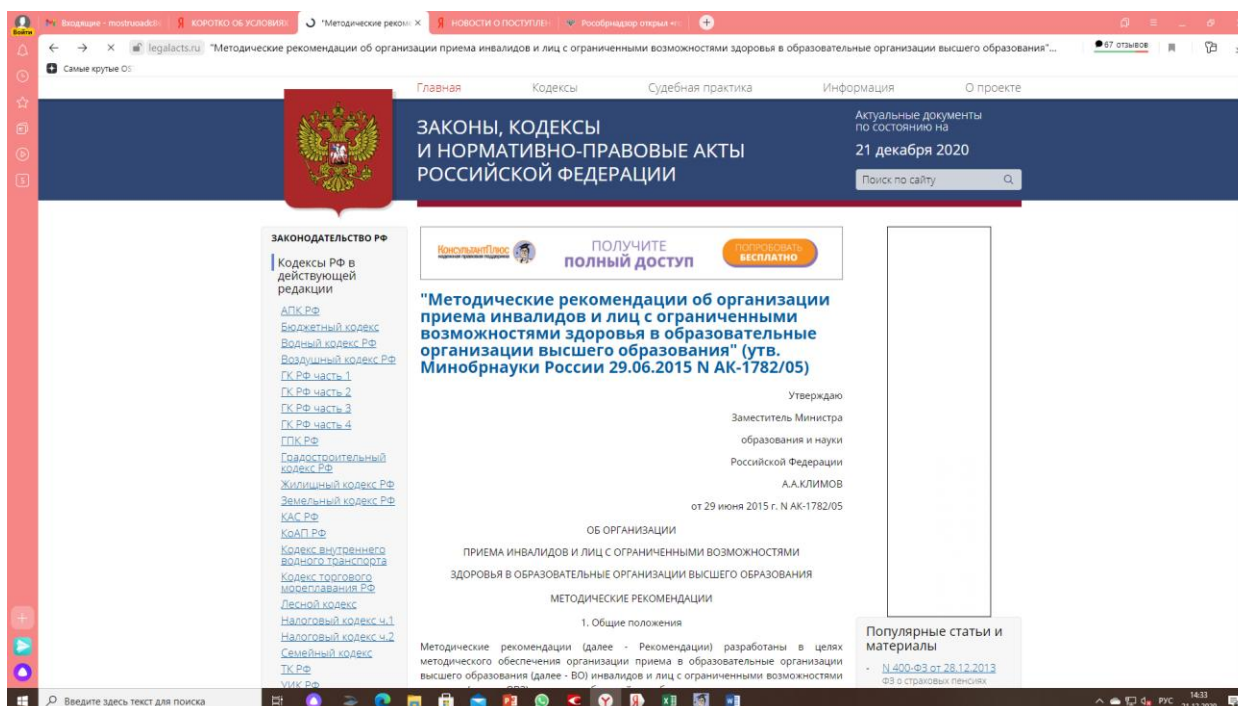 Войти
Входящие - mostruoadcli
КОРОТКО ОБ УСЛОВИЯХ
"Методические реком
НОВОСТИ О ПОСТУПЛЕН
Рособрнадзор открыл «г
legalacts.ru
"Методические рекомендации об организации приема инвалидов и лиц с ограниченными возможностями здоровья в образовательные организации высшего образования"...
67 отзывов
Самые крутые OS
Главная Кодексы Судебная практика Информация О проекте
ЗАКОНЫ, КОДЕКСЫ
И НОРМАТИВНО-ПРАВОВЫЕ АКТЫ
РОССИЙСКОЙ ФЕДЕРАЦИИ
Актуальные документы
по состоянию на
21 декабря 2020
Поиск по сайту
ЗАКОНОДАТЕЛЬСТВО РФ
Кодексы РФ в
действующей
редакции
АПК РФ
Бюджетный кодекс
Водный кодекс РФ
Воздушный кодекс РФ
ГК РФ часть 1
ГК РФ часть 2
ГК РФ часть 3
ГК РФ часть 4
ГПК РФ
Градостроительный
кодекс РФ
Жилищный кодекс РФ
Земельный кодекс РФ
КАС РФ
КоАП РФ
Кодекс внутреннего
водного транспорта
Кодекс торгового
мореплавания РФ
Лесной кодекс
Налоговый кодекс ч.1
Налоговый кодекс ч.2
Семейный кодекс
ТК РФ
УИК РФ
КонсультантПлюс
надежная правовая поддержка
ПОЛУЧИТЕ
ПОЛНЫЙ ДОСТУП
ПОПРОБОВАТЬ
БЕСПЛАТНО
"Методические рекомендации об организации
приема инвалидов и лиц с ограниченными
возможностями здоровья в образовательные
организации высшего образования" (утв.
Минобрнауки России 29.06.2015 N АК-1782/05)
Утверждаю
Заместитель Министра
образования и науки
Российской Федерации
А.А.КЛИМОВ
от 29 июня 2015 г. N АК-1782/05
ОБ ОРГАНИЗАЦИИ
ПРИЕМА ИНВАЛИДОВ И ЛИЦ С ОГРАНИЧЕННЫМИ ВОЗМОЖНОСТЯМИ
ЗДОРОВЬЯ В ОБРАЗОВАТЕЛЬНЫЕ ОРГАНИЗАЦИИ ВЫСШЕГО ОБРАЗОВАНИЯ
МЕТОДИЧЕСКИЕ РЕКОМЕНДАЦИИ
1. Общие положения
Методические рекомендации (далее - Рекомендации) разработаны в целях
методического обеспечения организации приема в образовательные организации
высшего образования (далее - ВО) инвалидов и лиц с ограниченными возможностями
Популярные статьи и
материалы
N 400-ФЗ от 28.12.2013
ФЗ о страховых пенсиях
Введите здесь текст для поиска
РУС
14:33
21.12.2020